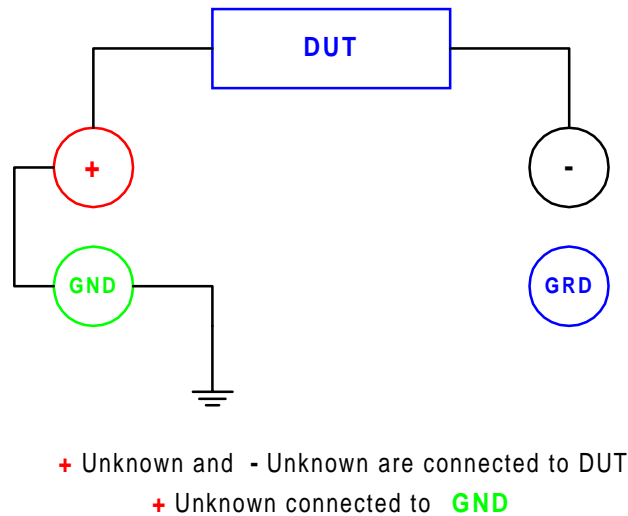 DUT
+ -
GND GRD
+ Unknown and - Unknown are connected to DUT
+ Unknown connected to GND